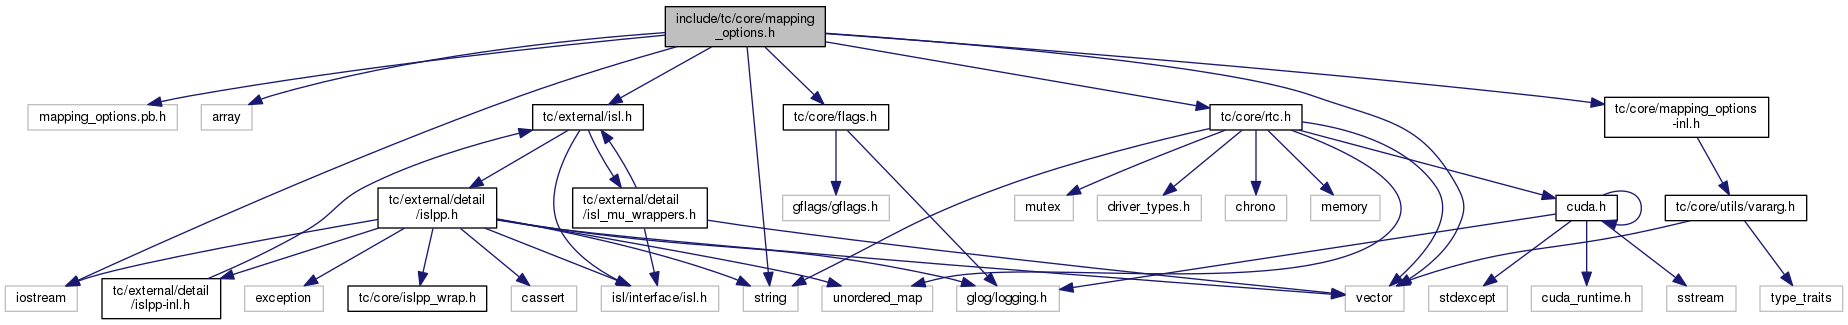 include/tc/core/mapping
_options.h
mapping_options.pb.h
array
tc/external/isl.h
tc/core/flags.h
tc/core/rtc.h
tc/core/mapping_options
-inl.h
tc/external/detail
/islpp.h
tc/external/detail
/isl_mu_wrappers.h
gflags/gflags.h
mutex
driver_types.h
chrono
memory
cuda.h
tc/core/utils/vararg.h
iostream
tc/external/detail
/islpp-inl.h
exception
tc/core/islpp_wrap.h
cassert
isl/interface/isl.h
string
unordered_map
glog/logging.h
vector
stdexcept
cuda_runtime.h
sstream
type_traits